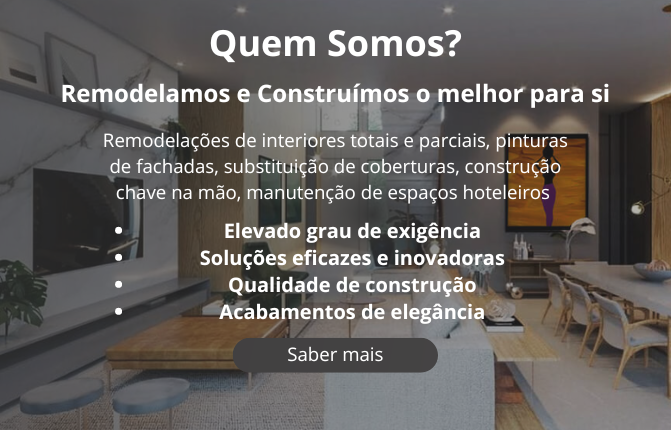 Quem Somos?
Remodelamos e Construímos o melhor para si
Remodelações de interiores totais e parciais, pinturas
de fachadas, substituição de coberturas, construção
chave na mão, manutenção de espaços hoteleiros
• Elevado grau de exigência
• Soluções eficazes e inovadoras
• Qualidade de construção
• Acabamentos de elegância
Saber mais